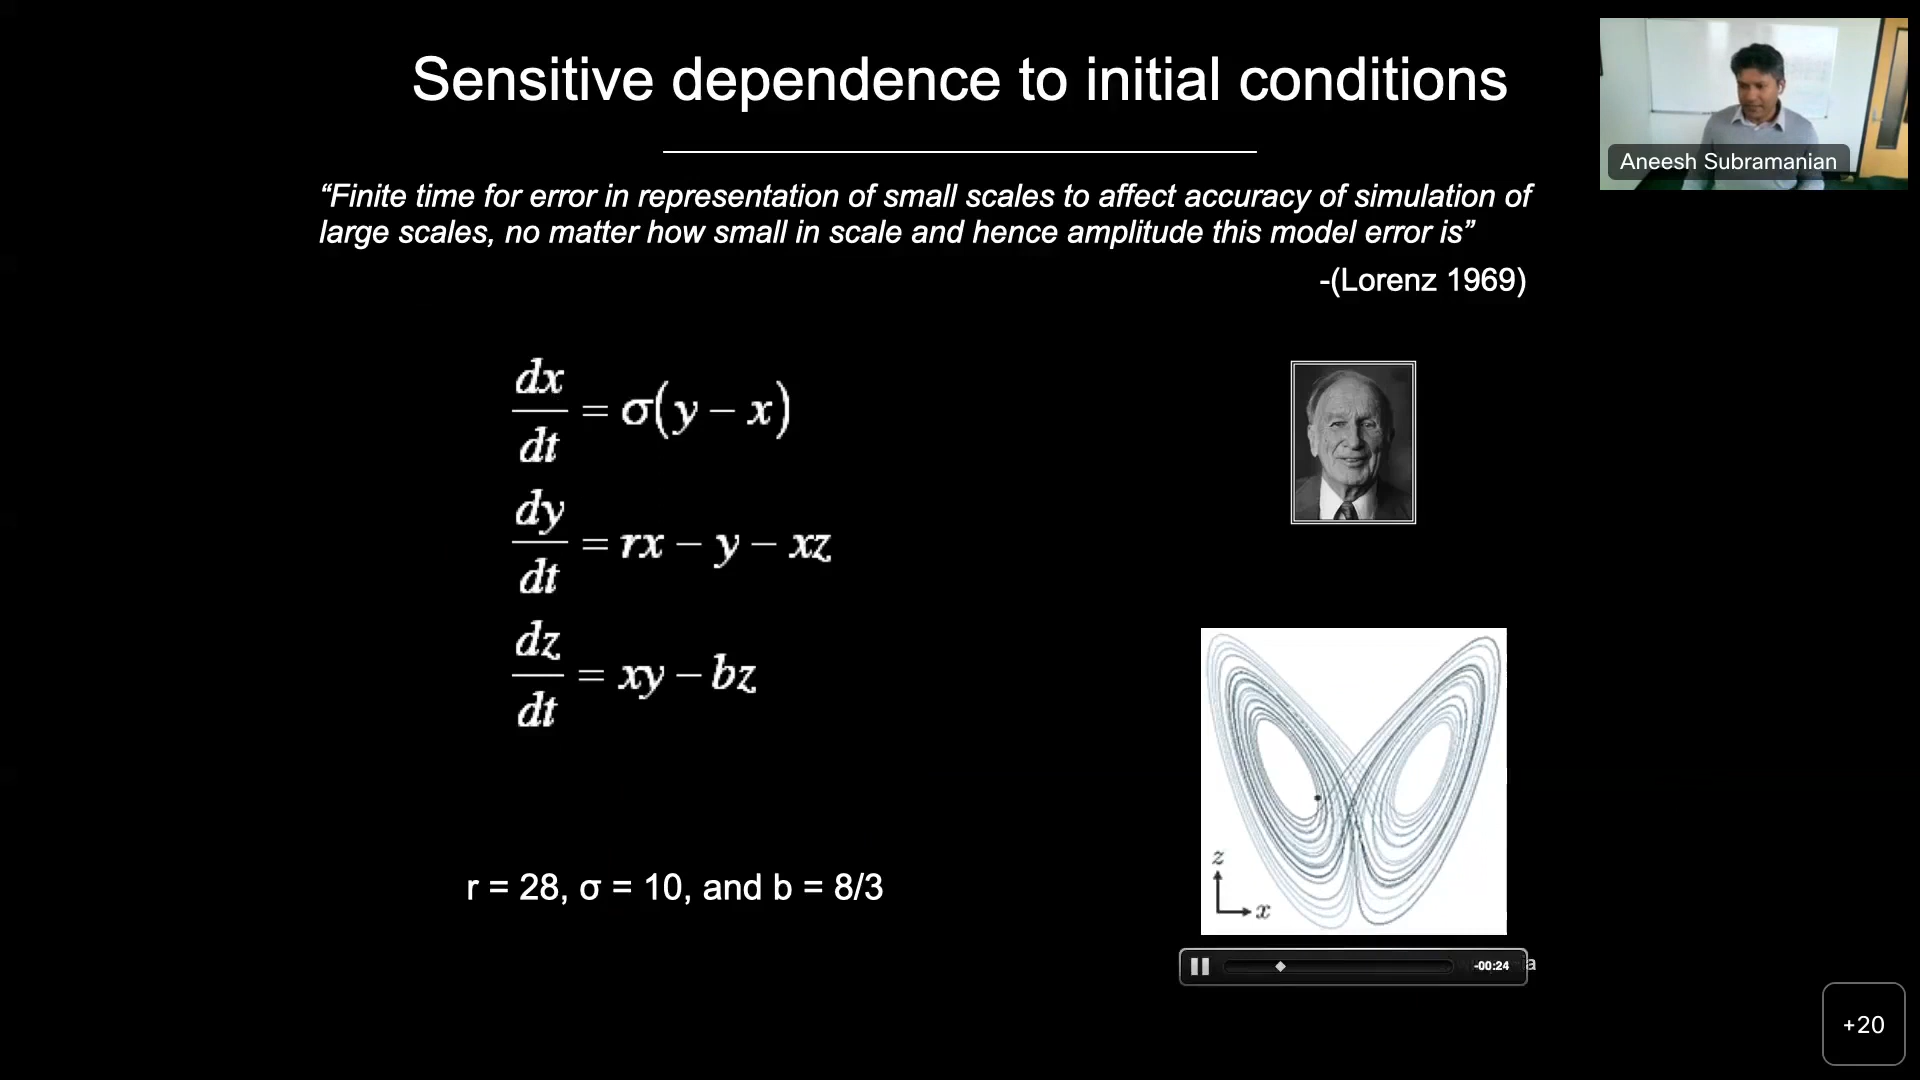 Sensitive dependence to initial conditions
Aneesh Subramanian
“Finite time for error in representation of small scales to affect accuracy of simulation of
large scales, no matter how small in scale and hence amplitude this model error is”
-(Lorenz 1969)
dx/dt = σ(y − x)
dy/dt = rx − y − xz
dz/dt = xy − bz
r = 28, σ = 10, and b = 8/3
z
x
-00:24
+20